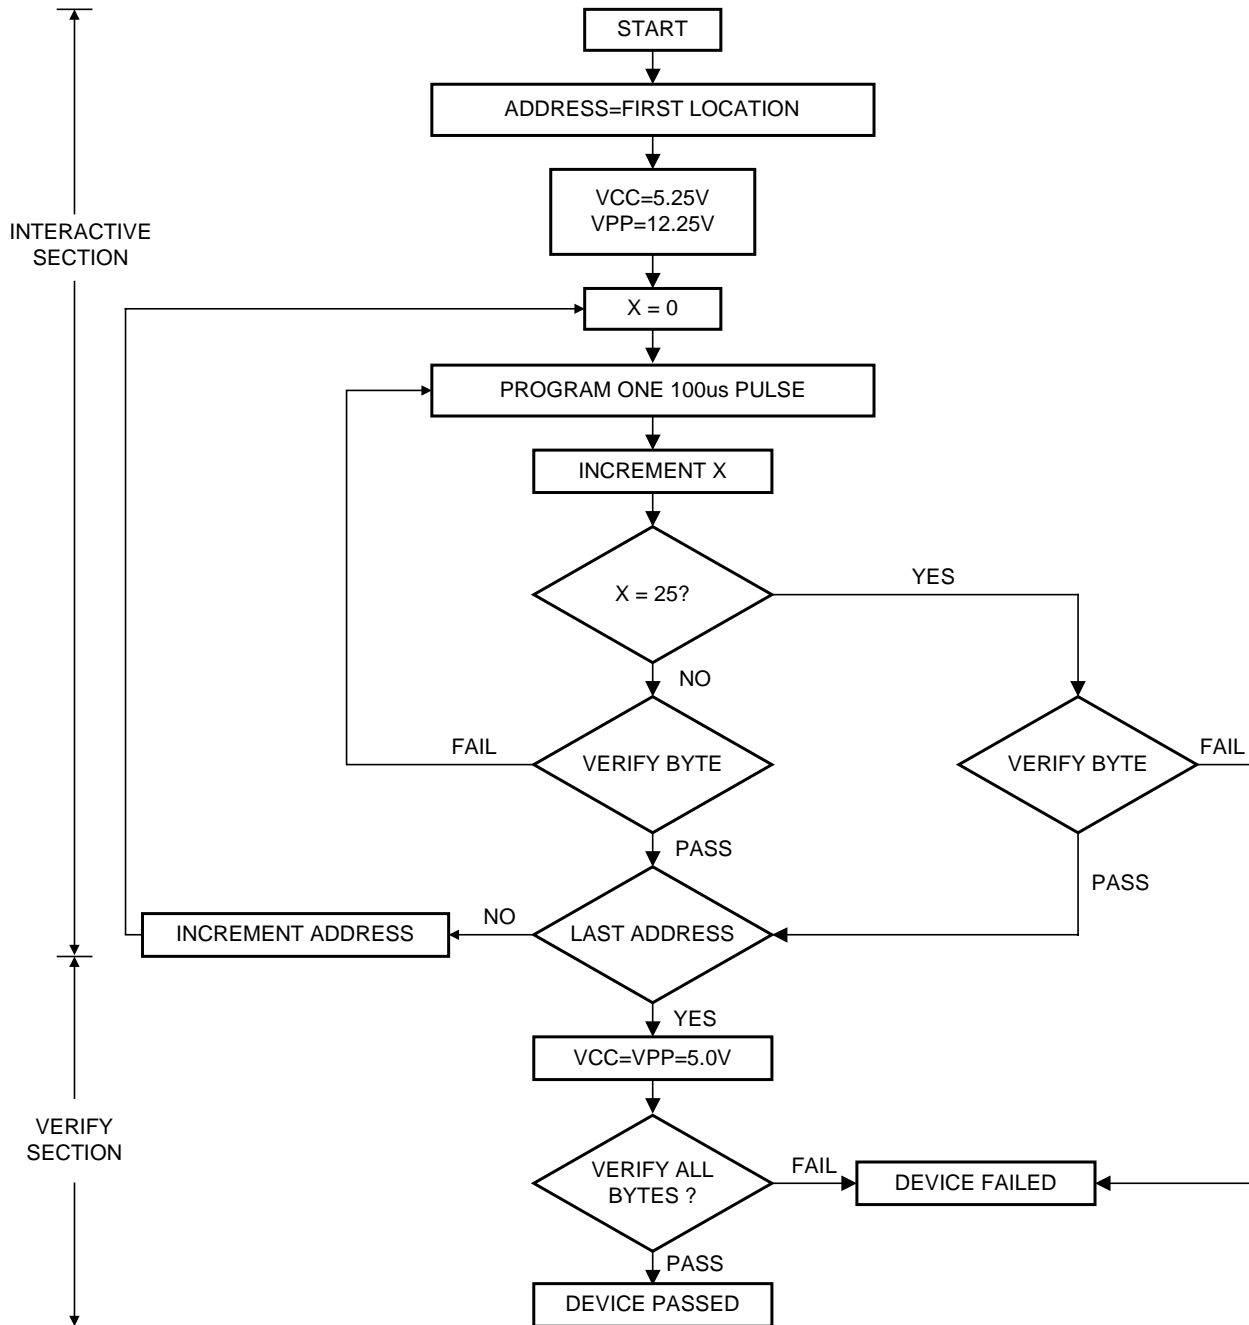 START
ADDRESS=FIRST LOCATION
VCC=5.25V
VPP=12.25V
INTERACTIVE
SECTION
X = 0
PROGRAM ONE 100us PULSE
INCREMENT X
X = 25?
YES
NO
FAIL
VERIFY BYTE
VERIFY BYTE
FAIL
PASS
PASS
INCREMENT ADDRESS
NO
LAST ADDRESS
YES
VCC=VPP=5.0V
VERIFY
SECTION
VERIFY ALL
BYTES ?
FAIL
DEVICE FAILED
PASS
DEVICE PASSED